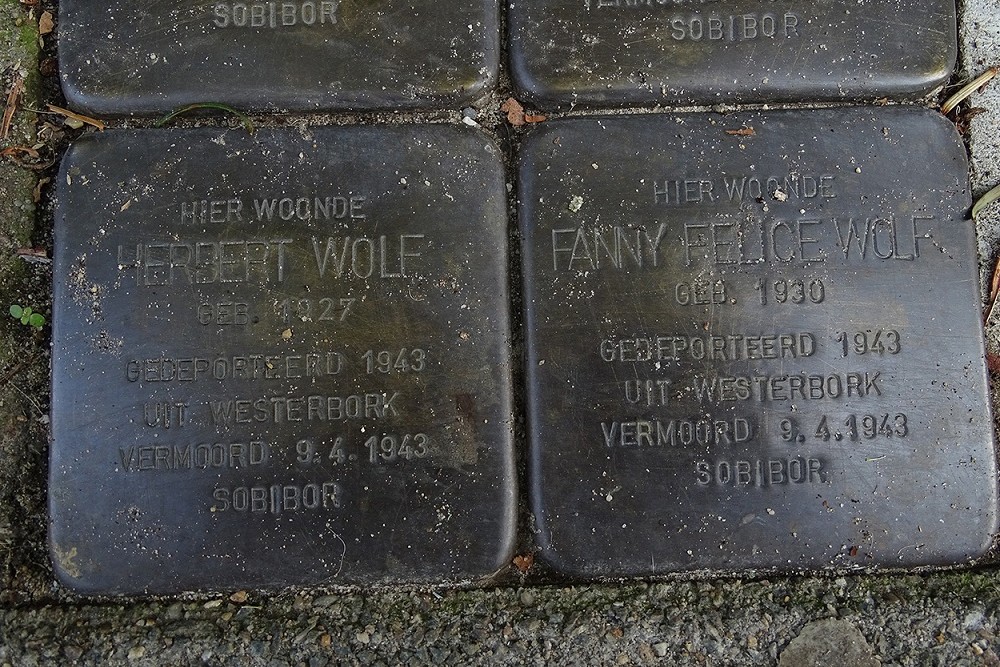 SOBIBOR
SOBIBOR
HIER WOONDE
HERBERT WOLF
GEB. 1927
GEDEPORTEERD 1943
UIT WESTERBORK
VERMOORD 9.4.1943
SOBIBOR
HIER WOONDE
FANNY FELICE WOLF
GEB. 1930
GEDEPORTEERD 1943
UIT WESTERBORK
VERMOORD 9.4.1943
SOBIBOR